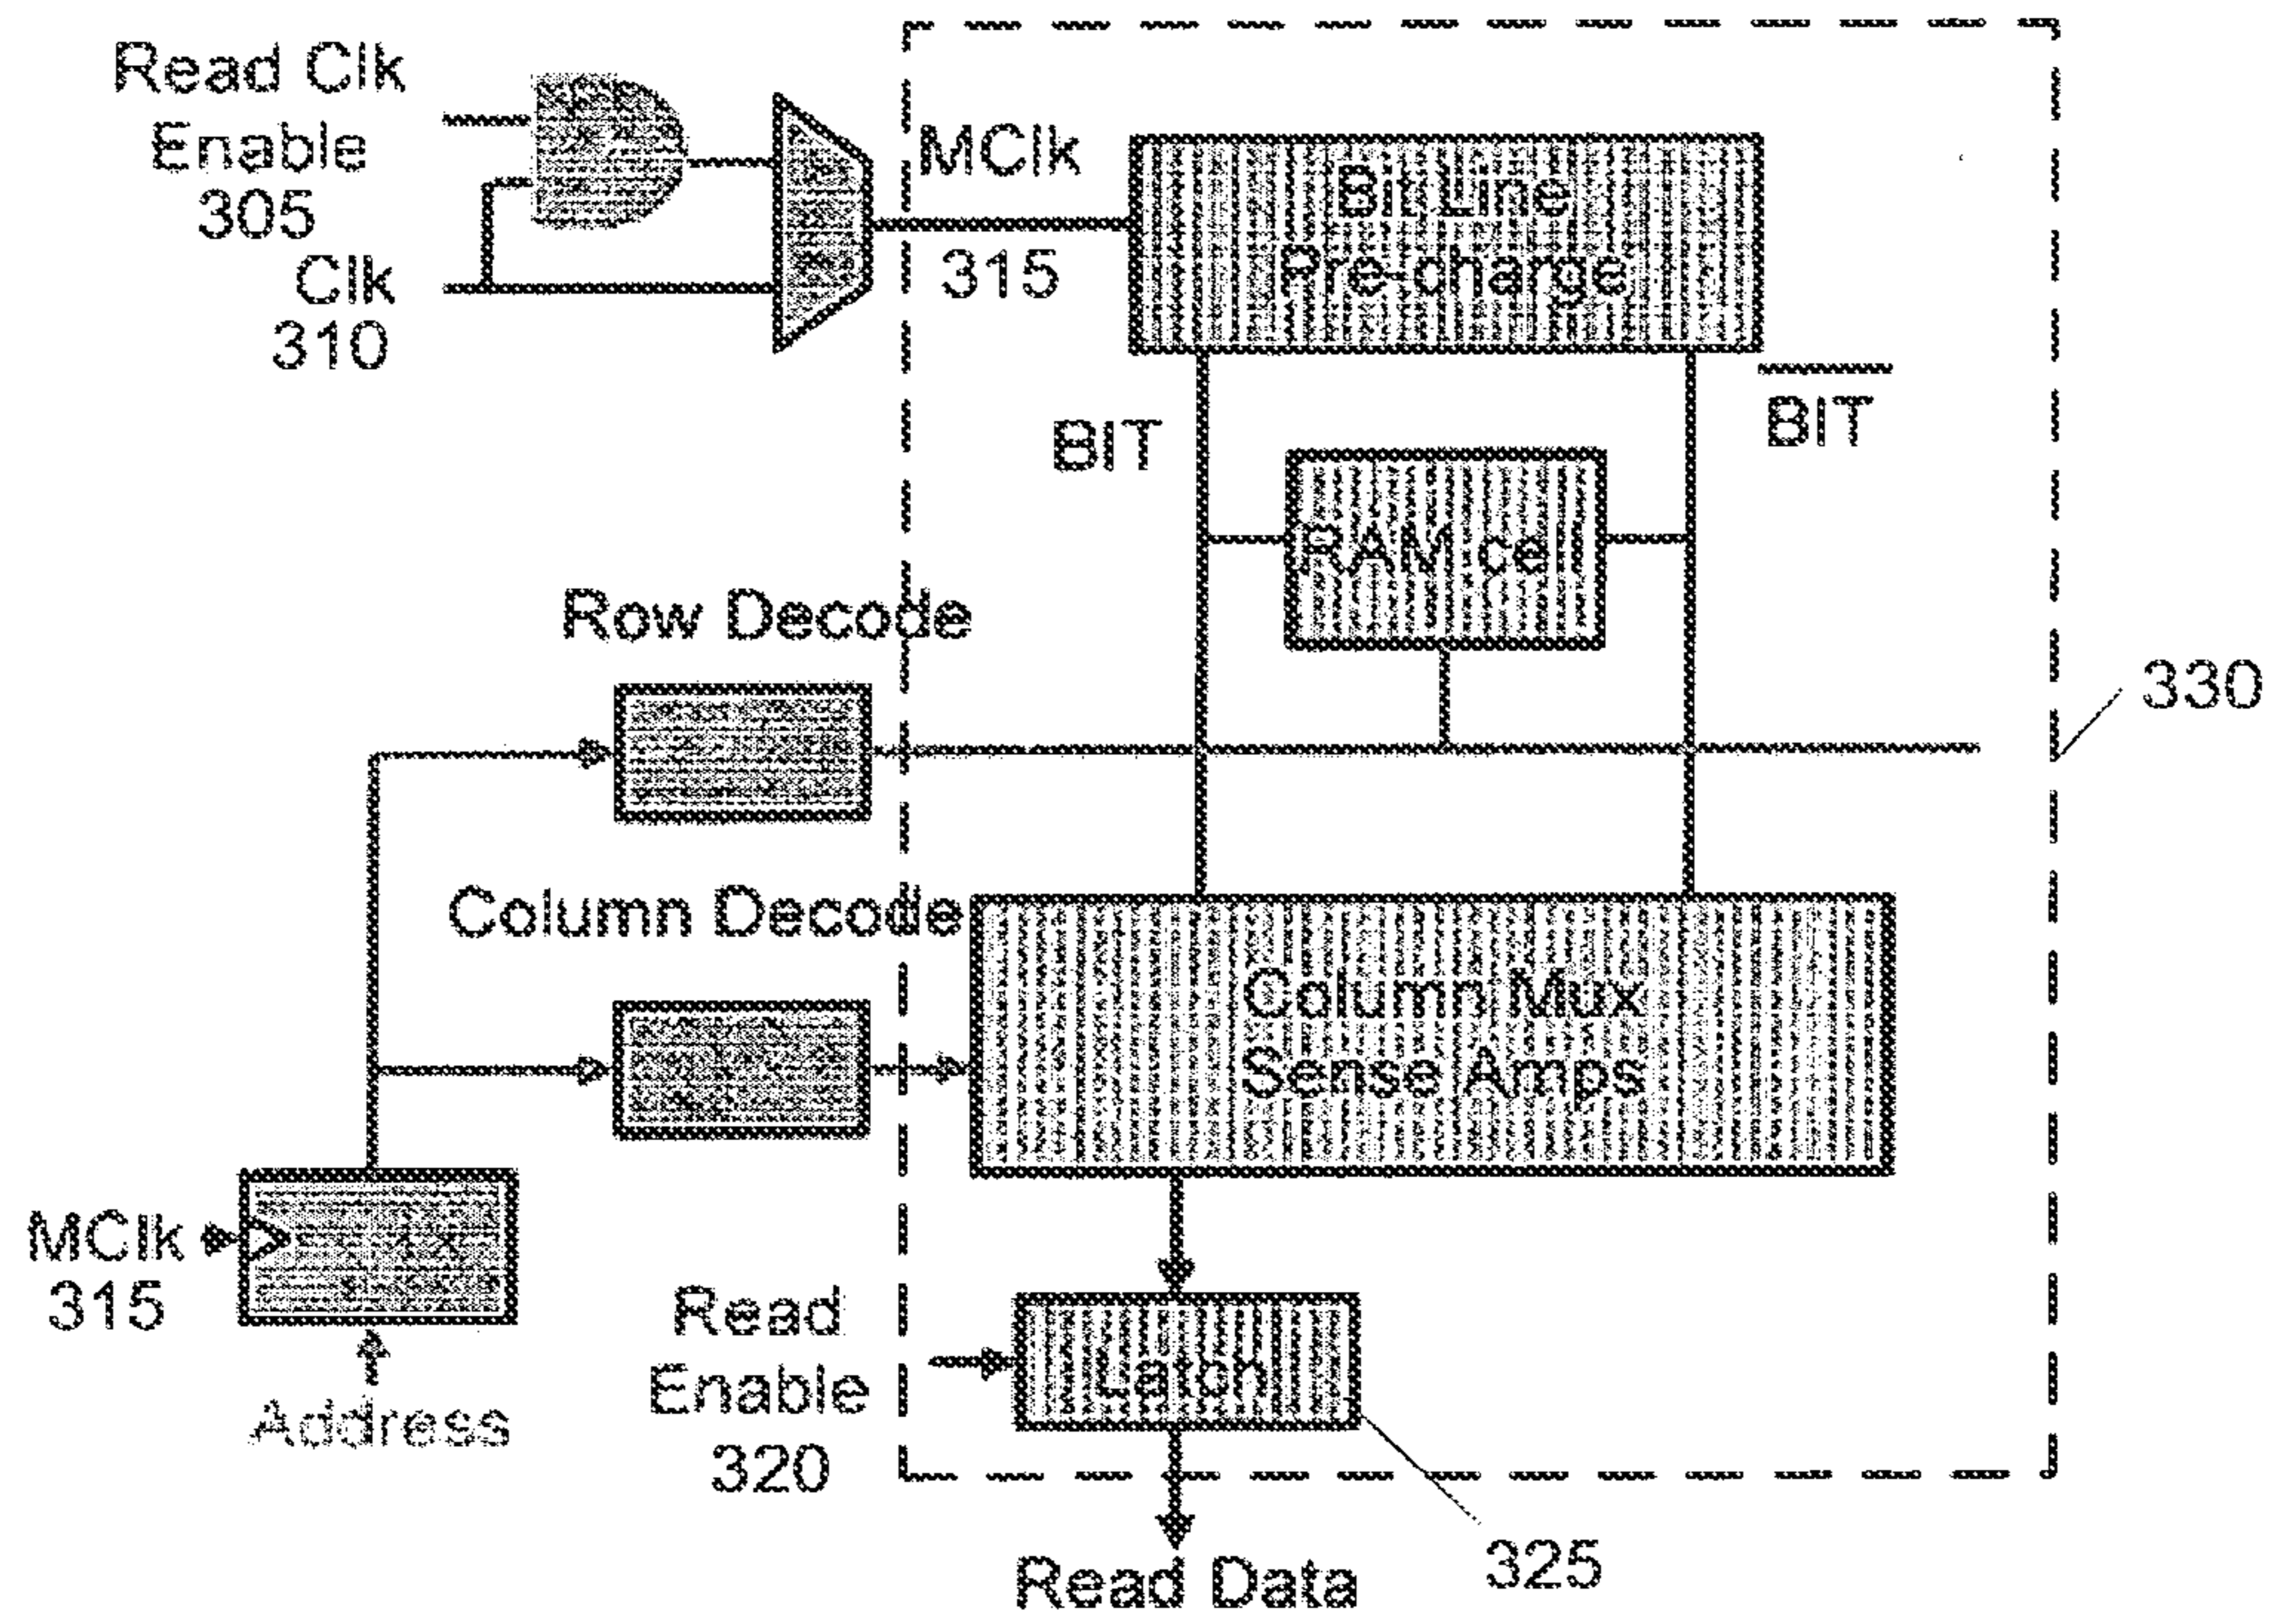 Read Clk
Enable
305
Clk
310
MClk
315
Bit Line
Pre-charge
BIT
BIT
RAM cell
Row Decode
330
Column Decode
Column Mux
Sense Amps
MClk
315
Address
Read
Enable
320
Latch
325
Read Data